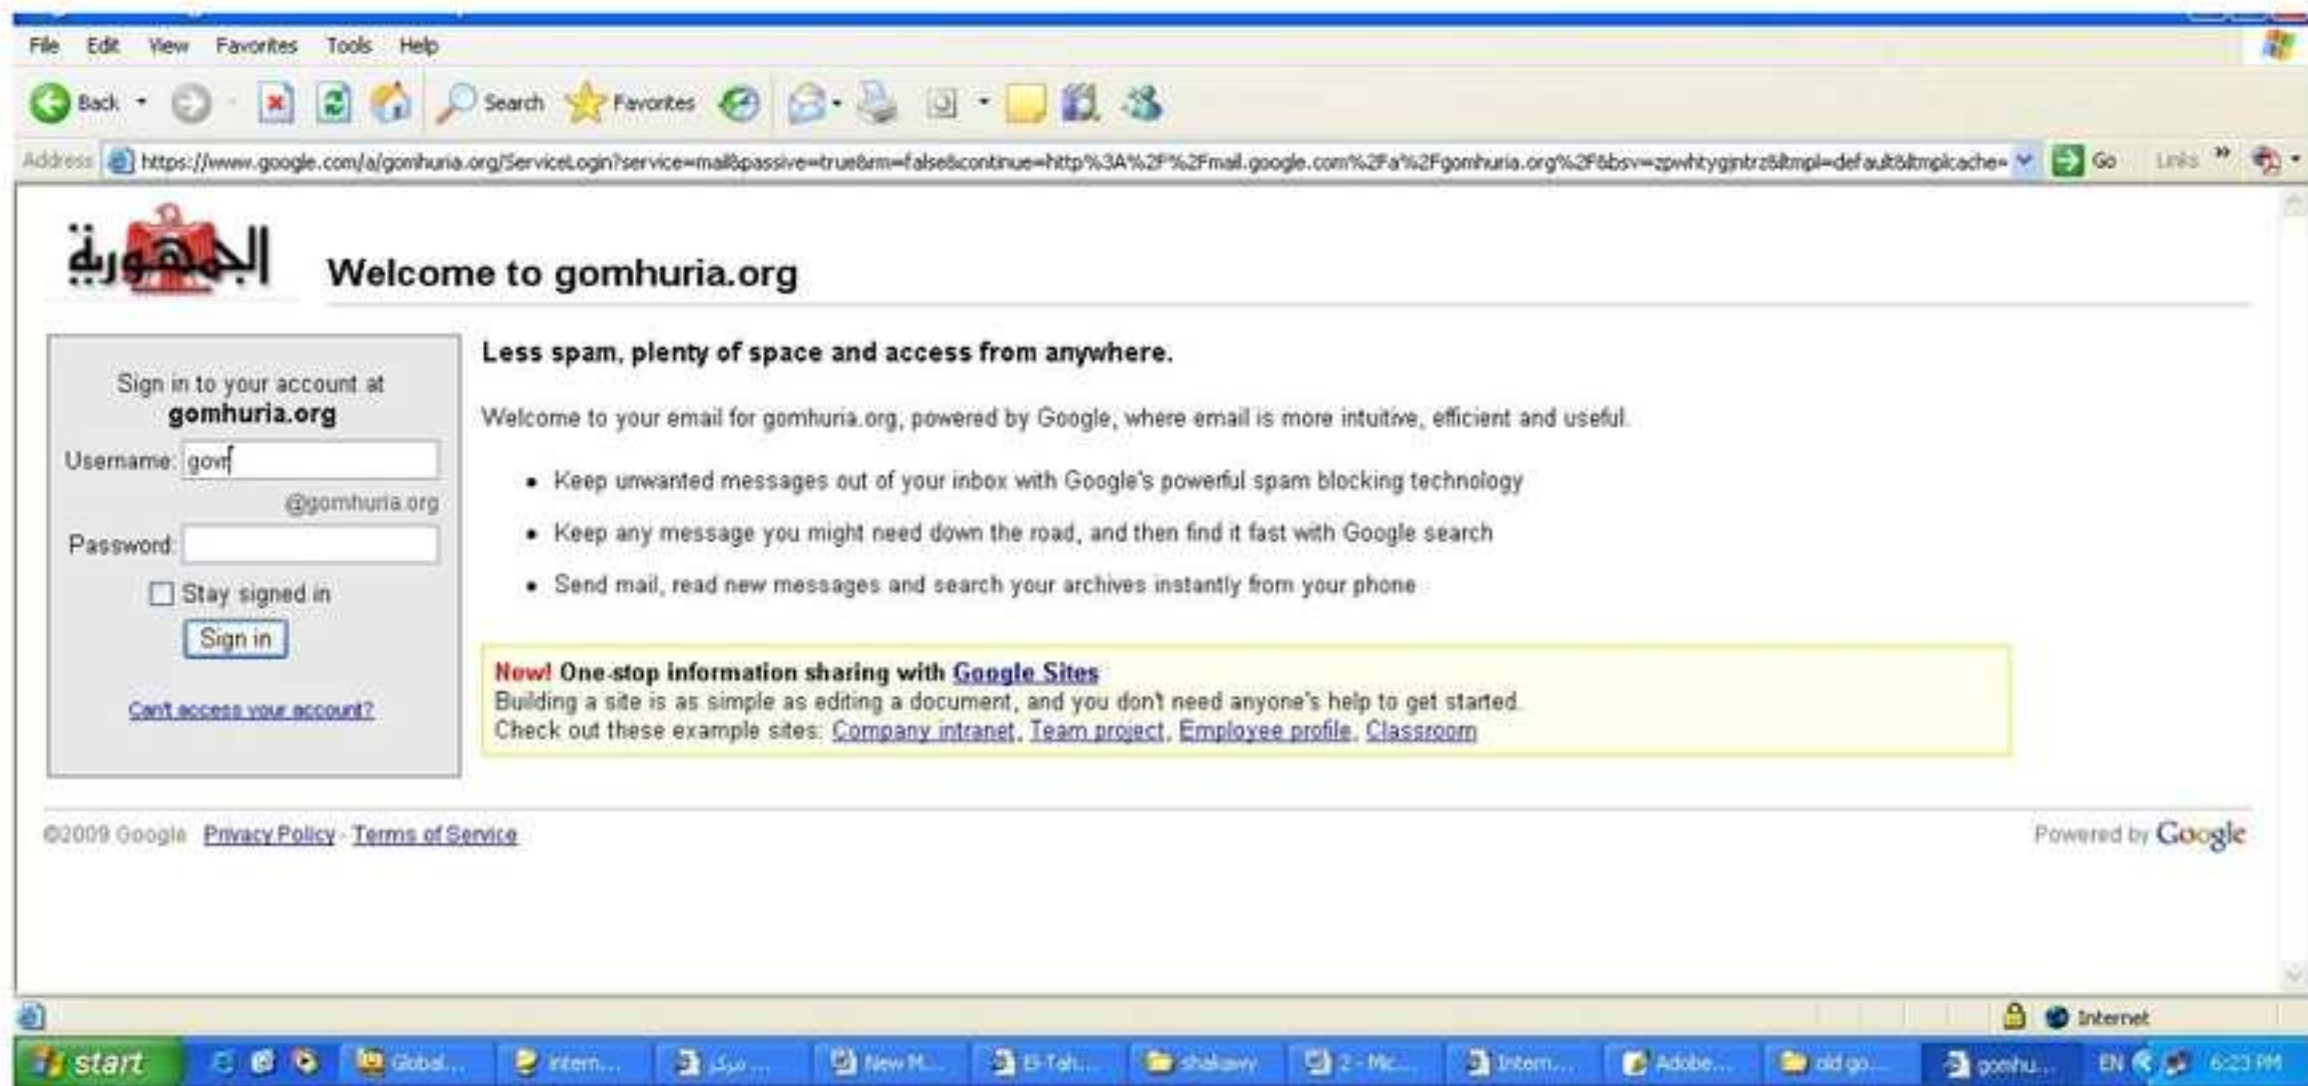 File Edit View Favorites Tools Help
Back Search Favorites
Address https://www.google.com/a/gomhuria.org/ServiceLogin?service=mail&passive=true&rm=false&continue=http%3A%2F%2Fmail.google.com%2Fa%2Fgomhuria.org%2F&bsv=zpwhtygjntrz&ltmpl=default&ltmplcache= Go Links »
الجمهورية
Welcome to gomhuria.org
Sign in to your account at
gomhuria.org
Username: govr
@gomhuria.org
Password:
Stay signed in
Sign in
Can't access your account?
Less spam, plenty of space and access from anywhere.
Welcome to your email for gomhuria.org, powered by Google, where email is more intuitive, efficient and useful.
• Keep unwanted messages out of your inbox with Google's powerful spam blocking technology
• Keep any message you might need down the road, and then find it fast with Google search
• Send mail, read new messages and search your archives instantly from your phone
New! One-stop information sharing with Google Sites
Building a site is as simple as editing a document, and you don't need anyone's help to get started.
Check out these example sites: Company intranet, Team project, Employee profile, Classroom
©2009 Google Privacy Policy - Terms of Service
Powered by Google
Internet
start Global... Intern... New M... El-Tah... shakawy 2 - Mic... Intern... Adobe... old go... gomhu... EN 6:23 PM